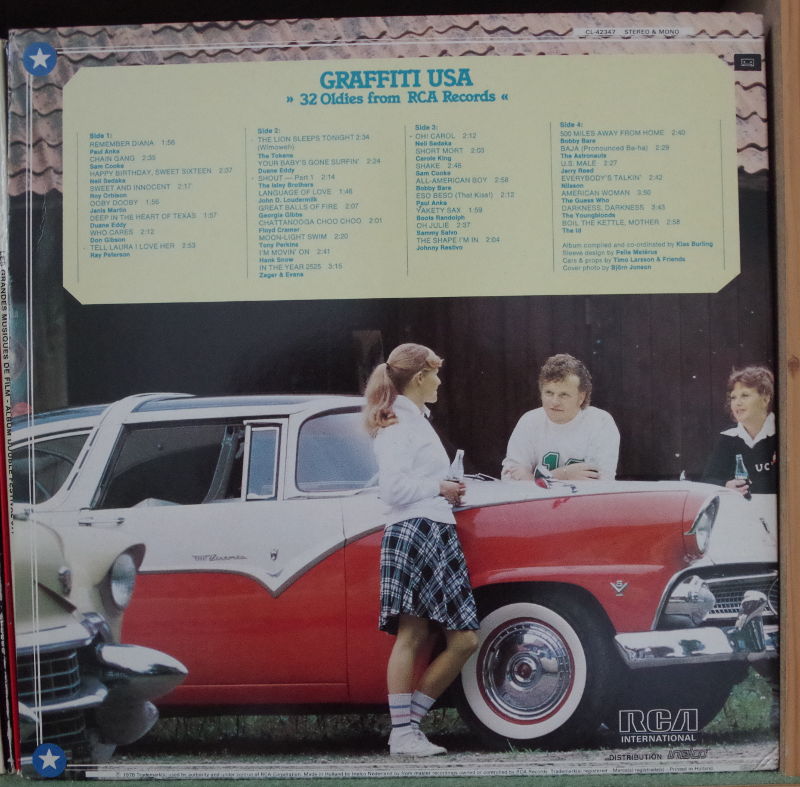 CL-42347 STEREO & MONO
GRAFFITI USA
» 32 Oldies from RCA Records «
Side 1:
REMEMBER DIANA 1:56
Paul Anka
CHAIN GANG 2:35
Sam Cooke
HAPPY BIRTHDAY, SWEET SIXTEEN 2:37
Neil Sedaka
SWEET AND INNOCENT 2:17
Roy Orbison
OOBY DOOBY 1:56
Janis Martin
DEEP IN THE HEART OF TEXAS 1:57
Duane Eddy
WHO CARES 2:12
Don Gibson
TELL LAURA I LOVE HER 2:53
Ray Peterson
Side 2:
THE LION SLEEPS TONIGHT 2:34
(Wimoweh)
The Tokens
YOUR BABY'S GONE SURFIN' 2:24
Duane Eddy
SHOUT — Part 1 2:14
The Isley Brothers
LANGUAGE OF LOVE 1:46
John D. Loudermilk
GREAT BALLS OF FIRE 2:07
Georgia Gibbs
CHATTANOOGA CHOO CHOO 2:01
Floyd Cramer
MOON-LIGHT SWIM 2:20
Tony Perkins
I'M MOVIN' ON 2:41
Hank Snow
IN THE YEAR 2525 3:15
Zager & Evans
Side 3:
OH! CAROL 2:12
Neil Sedaka
SHORT MORT 2:03
Carole King
SHAKE 2:46
Sam Cooke
ALL-AMERICAN BOY 2:58
Bobby Bare
ESO BESO (That Kiss!) 2:12
Paul Anka
YAKETY SAX 1:59
Boots Randolph
OH JULIE 2:37
Sammy Salvo
THE SHAPE I'M IN 2:04
Johnny Restivo
Side 4:
500 MILES AWAY FROM HOME 2:40
Bobby Bare
BAJA (Pronounced Ba-ha) 2:29
The Astronauts
U.S. MALE 2:27
Jerry Reed
EVERYBODY'S TALKIN' 2:42
Nilsson
AMERICAN WOMAN 3:50
The Guess Who
DARKNESS, DARKNESS 3:43
The Youngbloods
BOIL THE KETTLE, MOTHER 2:58
The Id
Album compiled and co-ordinated by Klas Burling
Sleeve design by Pelle Metérus
Cars & props by Timo Larsson & Friends
Cover photo by Björn Jonson
LES GRANDES MUSIQUES DE FILM - ALBUM DOUBLE
UC
V8
RCA
INTERNATIONAL
DISTRIBUTION inelco